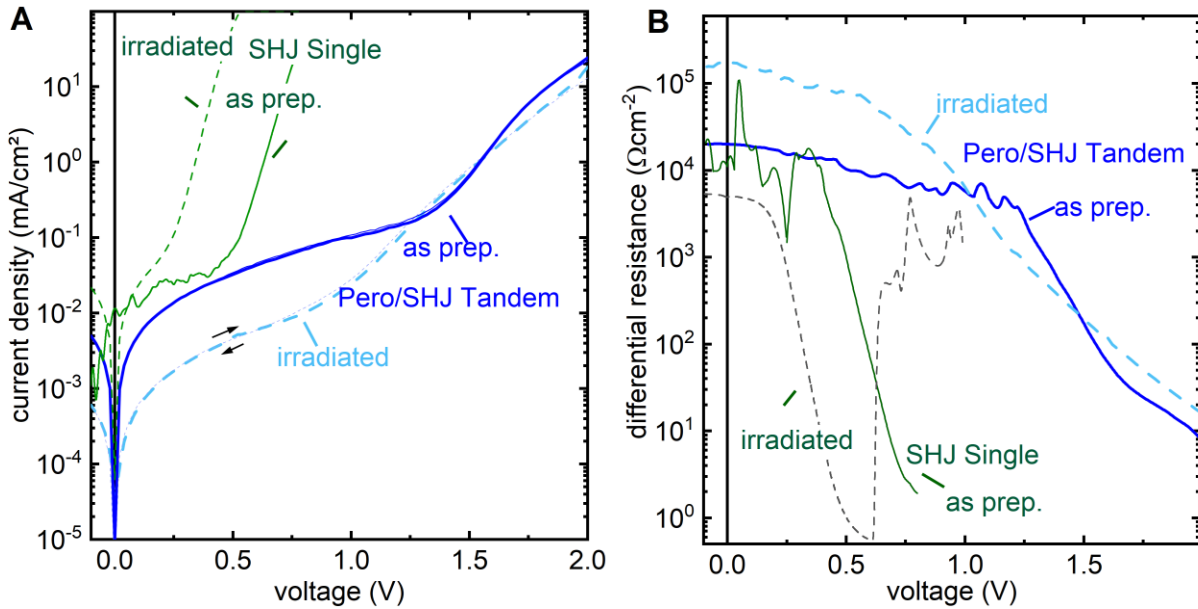 A
irradiated SHJ Single
as prep.
as prep.
Pero/SHJ Tandem
irradiated
current density (mA/cm²)
10¹
10⁰
10⁻¹
10⁻²
10⁻³
10⁻⁴
10⁻⁵
0.0 0.5 1.0 1.5 2.0
voltage (V)
B
irradiated
Pero/SHJ Tandem
as prep.
irradiated
SHJ Single
as prep.
differential resistance (Ωcm⁻²)
10⁵
10⁴
10³
10²
10¹
10⁰
0.0 0.5 1.0 1.5
voltage (V)